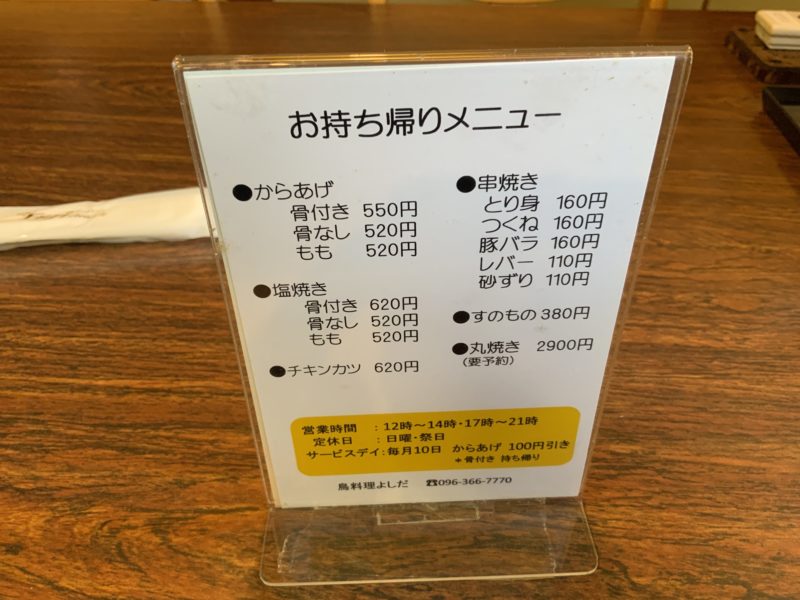 お持ち帰りメニュー
●からあげ
骨付き 550円
骨なし 520円
もも 520円
●塩焼き
骨付き 620円
骨なし 520円
もも 520円
●チキンカツ 620円
●串焼き
とり身 160円
つくね 160円
豚バラ 160円
レバー 110円
砂ずり 110円
●すのもの 380円
●丸焼き 2900円
(要予約)
営業時間 :12時～14時・17時～21時
定休日 :日曜・祭日
サービスデイ:毎月10日 からあげ 100円引き
＊骨付き 持ち帰り
鳥料理よしだ ☎096-366-7770